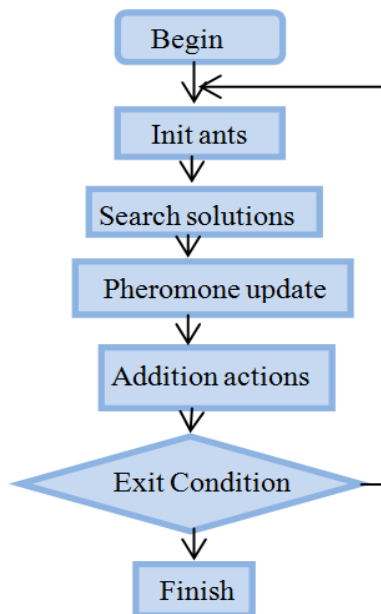 Begin
Init ants
Search solutions
Pheromone update
Addition actions
Exit Condition
Finish